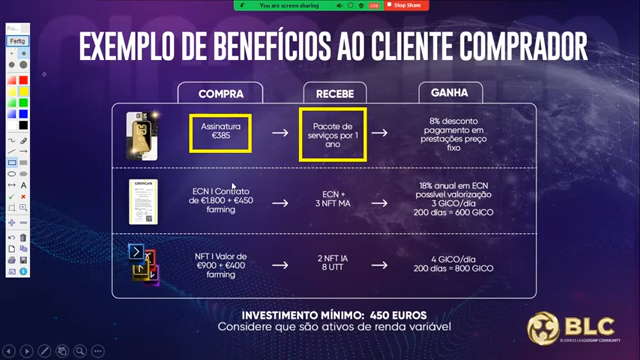 You are screen sharing
Stop Share
Fertig
EXEMPLO DE BENEFÍCIOS AO CLIENTE COMPRADOR
COMPRA
RECEBE
GANHA
Assinatura
€385
Pacote de
serviços por 1
ano
8% desconto
pagamento em
prestações preço
fixo
ECN I Contrato
de €1.800 + €450
farming
ECN +
3 NFT MA
18% anual em ECN
possível valorização
3 GICO/dia
200 dias = 600 GICO
NFT I Valor de
€900 + €400
farming
2 NFT IA
8 UTT
4 GICO/dia
200 dias = 800 GICO
INVESTIMENTO MÍNIMO: 450 EUROS
Considere que são ativos de renda variável
BLC
BUSINESS LEADERSHIP COMMUNITY